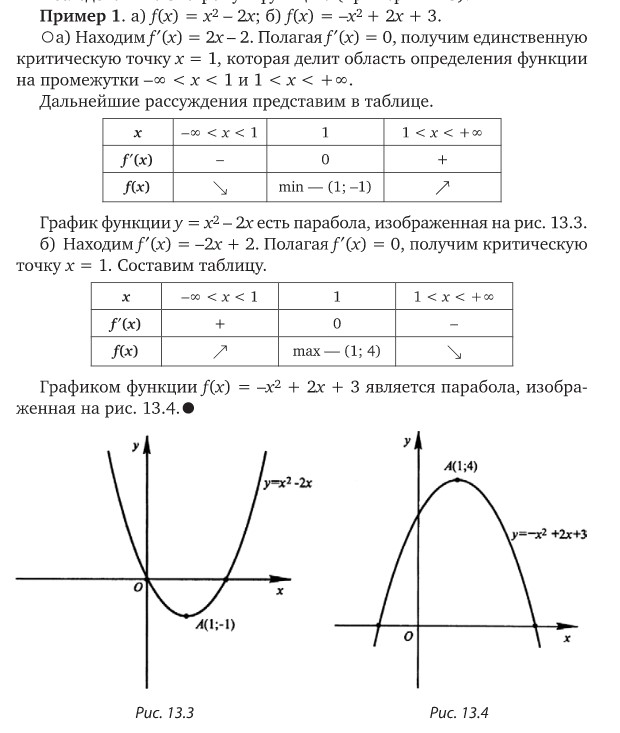 Пример 1. а) f(x) = x² – 2x; б) f(x) = –x² + 2x + 3.
○а) Находим f′(x) = 2x – 2. Полагая f′(x) = 0, получим единственную
критическую точку x = 1, которая делит область определения функции
на промежутки –∞ < x < 1 и 1 < x < +∞.
Дальнейшие рассуждения представим в таблице.
x –∞ < x < 1 1 1 < x < +∞
f′(x) – 0 +
f(x) ↘ min — (1; –1) ↗
График функции y = x² – 2x есть парабола, изображенная на рис. 13.3.
б) Находим f′(x) = –2x + 2. Полагая f′(x) = 0, получим критическую
точку x = 1. Составим таблицу.
x –∞ < x < 1 1 1 < x < +∞
f′(x) + 0 –
f(x) ↗ max — (1; 4) ↘
Графиком функции f(x) = –x² + 2x + 3 является парабола, изобра-
женная на рис. 13.4.●
y
y=x²-2x
O
x
A(1;-1)
Рис. 13.3
y
A(1;4)
y=–x² +2x+3
O
x
Рис. 13.4